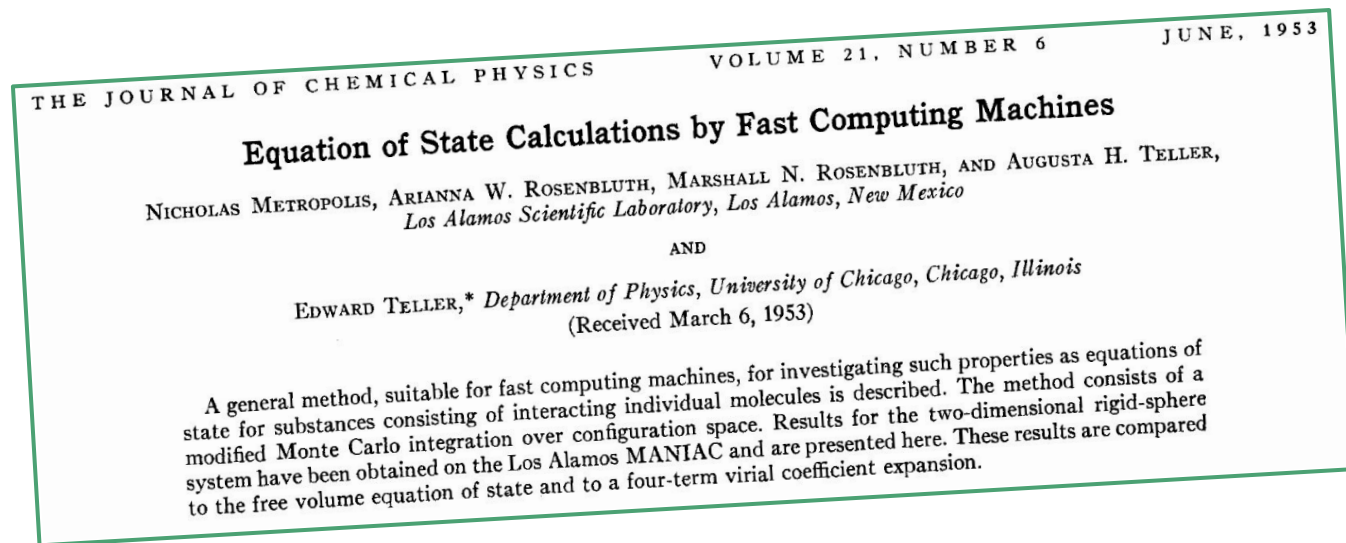 THE JOURNAL OF CHEMICAL PHYSICS VOLUME 21, NUMBER 6 JUNE, 1953
Equation of State Calculations by Fast Computing Machines
NICHOLAS METROPOLIS, ARIANNA W. ROSENBLUTH, MARSHALL N. ROSENBLUTH, AND AUGUSTA H. TELLER,
Los Alamos Scientific Laboratory, Los Alamos, New Mexico
AND
EDWARD TELLER,* Department of Physics, University of Chicago, Chicago, Illinois
(Received March 6, 1953)
A general method, suitable for fast computing machines, for investigating such properties as equations of
state for substances consisting of interacting individual molecules is described. The method consists of a
modified Monte Carlo integration over configuration space. Results for the two-dimensional rigid-sphere
system have been obtained on the Los Alamos MANIAC and are presented here. These results are compared
to the free volume equation of state and to a four-term virial coefficient expansion.